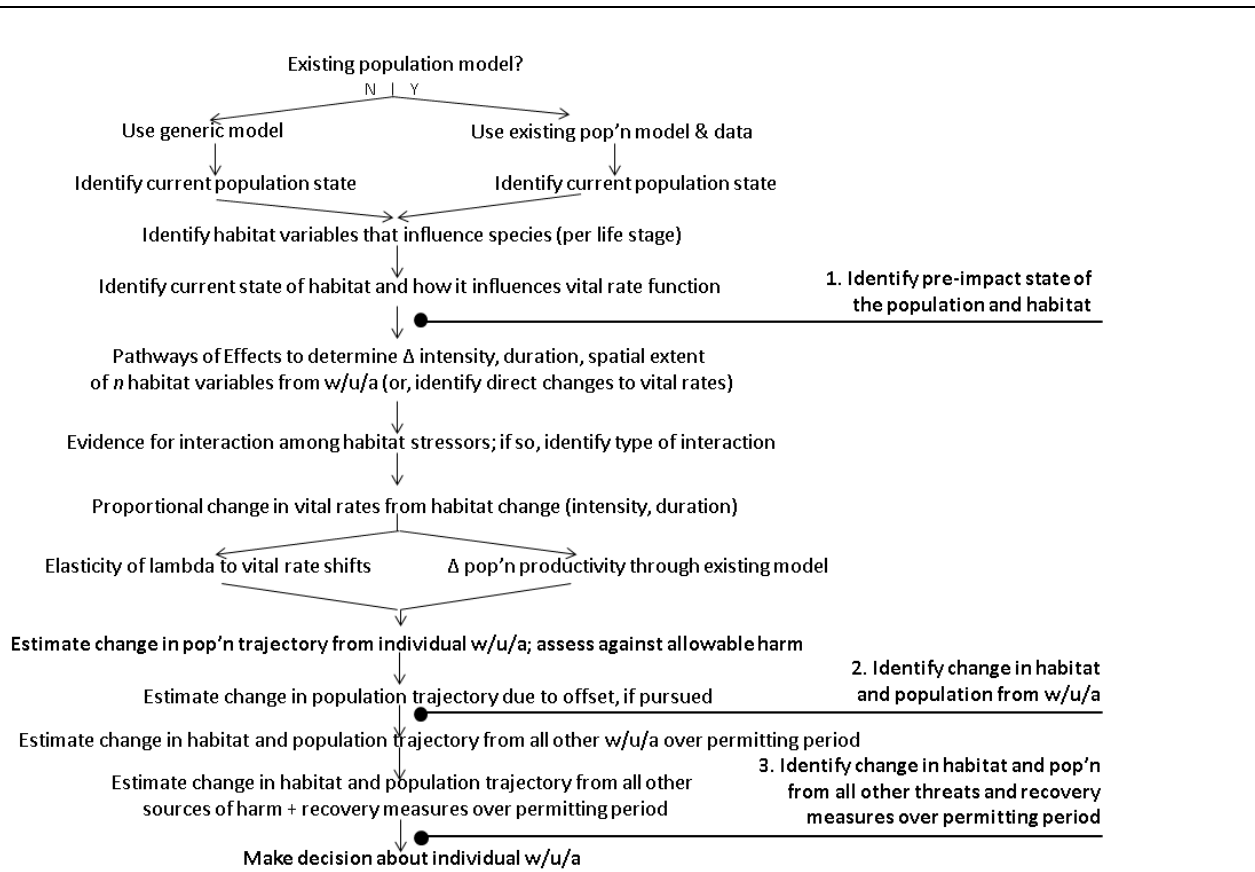 Existing population model?
N | Y
Use generic model
Use existing pop'n model & data
Identify current population state
Identify current population state
Identify habitat variables that influence species (per life stage)
Identify current state of habitat and how it influences vital rate function
1. Identify pre-impact state of
the population and habitat
Pathways of Effects to determine Δ intensity, duration, spatial extent
of n habitat variables from w/u/a (or, identify direct changes to vital rates)
Evidence for interaction among habitat stressors; if so, identify type of interaction
Proportional change in vital rates from habitat change (intensity, duration)
Elasticity of lambda to vital rate shifts
Δ pop'n productivity through existing model
Estimate change in pop'n trajectory from individual w/u/a; assess against allowable harm
Estimate change in population trajectory due to offset, if pursued
2. Identify change in habitat
and population from w/u/a
Estimate change in habitat and population trajectory from all other w/u/a over permitting period
Estimate change in habitat and population trajectory from all other
sources of harm + recovery measures over permitting period
3. Identify change in habitat and pop'n
from all other threats and recovery
measures over permitting period
Make decision about individual w/u/a